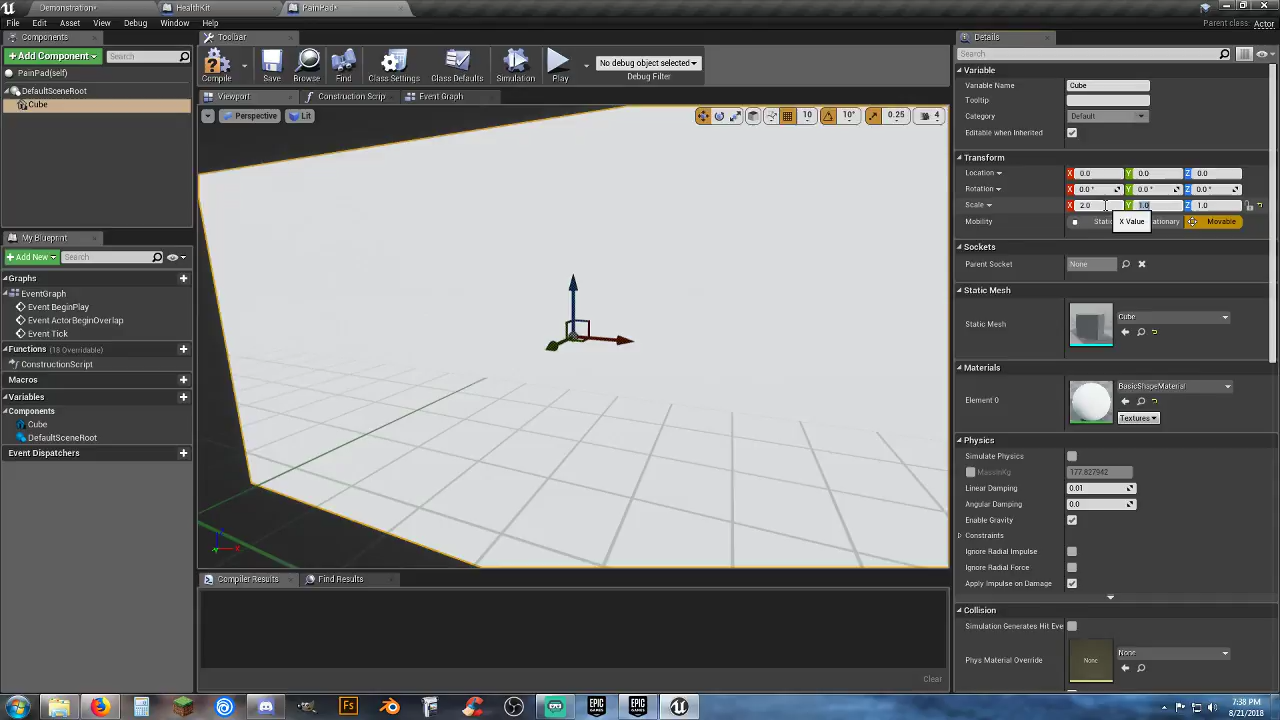 Demonstration*
HealthKit
PainPad*
File Edit Asset View Debug Window Help
Parent class: Actor
Components
+ Add Component
Search
PainPad(self)
DefaultSceneRoot
Cube
Toolbar
Compile Save Browse Find Class Settings Class Defaults Simulation Play
No debug object selected
Debug Filter
Viewport
Construction Scrip
Event Graph
Perspective
Lit
10
10°
0.25
4
My Blueprint
+ Add New
Search
Graphs
EventGraph
Event BeginPlay
Event ActorBeginOverlap
Event Tick
Functions (18 Overridable)
ConstructionScript
Macros
Variables
Components
Cube
DefaultSceneRoot
Event Dispatchers
Compiler Results
Find Results
Clear
Details
Search
Variable
Variable Name Cube
Tooltip
Category Default
Editable when Inherited
Transform
Location X 0.0 Y 0.0 Z 0.0
Rotation X 0.0 ° Y 0.0 ° Z 0.0 °
Scale X 2.0 Y 1.0 Z 1.0
Mobility Static Stationary Movable
X Value
Sockets
Parent Socket None
Static Mesh
Static Mesh Cube
Materials
Element 0 BasicShapeMaterial
Textures
Physics
Simulate Physics
MassInKg 177.827942
Linear Damping 0.01
Angular Damping 0.0
Enable Gravity
Constraints
Ignore Radial Impulse
Ignore Radial Force
Apply Impulse on Damage
Collision
Simulation Generates Hit Eve
Phys Material Override None None
Fs
EPIC GAMES
EPIC GAMES
7:38 PM
8/21/2018